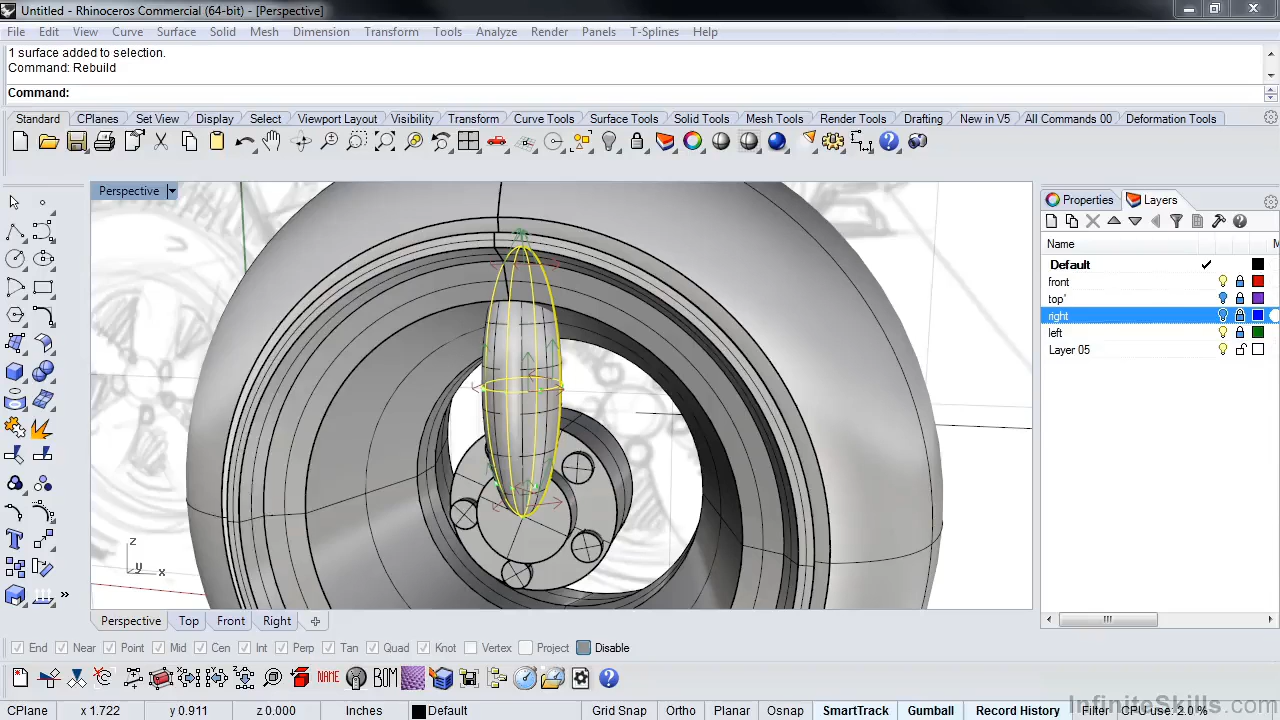 Untitled - Rhinoceros Commercial (64-bit) - [Perspective]
File Edit View Curve Surface Solid Mesh Dimension Transform Tools Analyze Render Panels T-Splines Help
1 surface added to selection.
Command: Rebuild
Command:
Standard CPlanes Set View Display Select Viewport Layout Visibility Transform Curve Tools Surface Tools Solid Tools Mesh Tools Render Tools Drafting New in V5 All Commands 00 Deformation Tools
Perspective
Properties Layers
Name M
Default
front
top'
right
left
Layer 05
z
y x
Perspective Top Front Right
End Near Point Mid Cen Int Perp Tan Quad Knot Vertex Project Disable
NAME BOM
CPlane x 1.722 y 0.911 z 0.000 Inches Default Grid Snap Ortho Planar Osnap SmartTrack Gumball Record History Filter CPU use: 2.0 %
InfiniteSkills.com